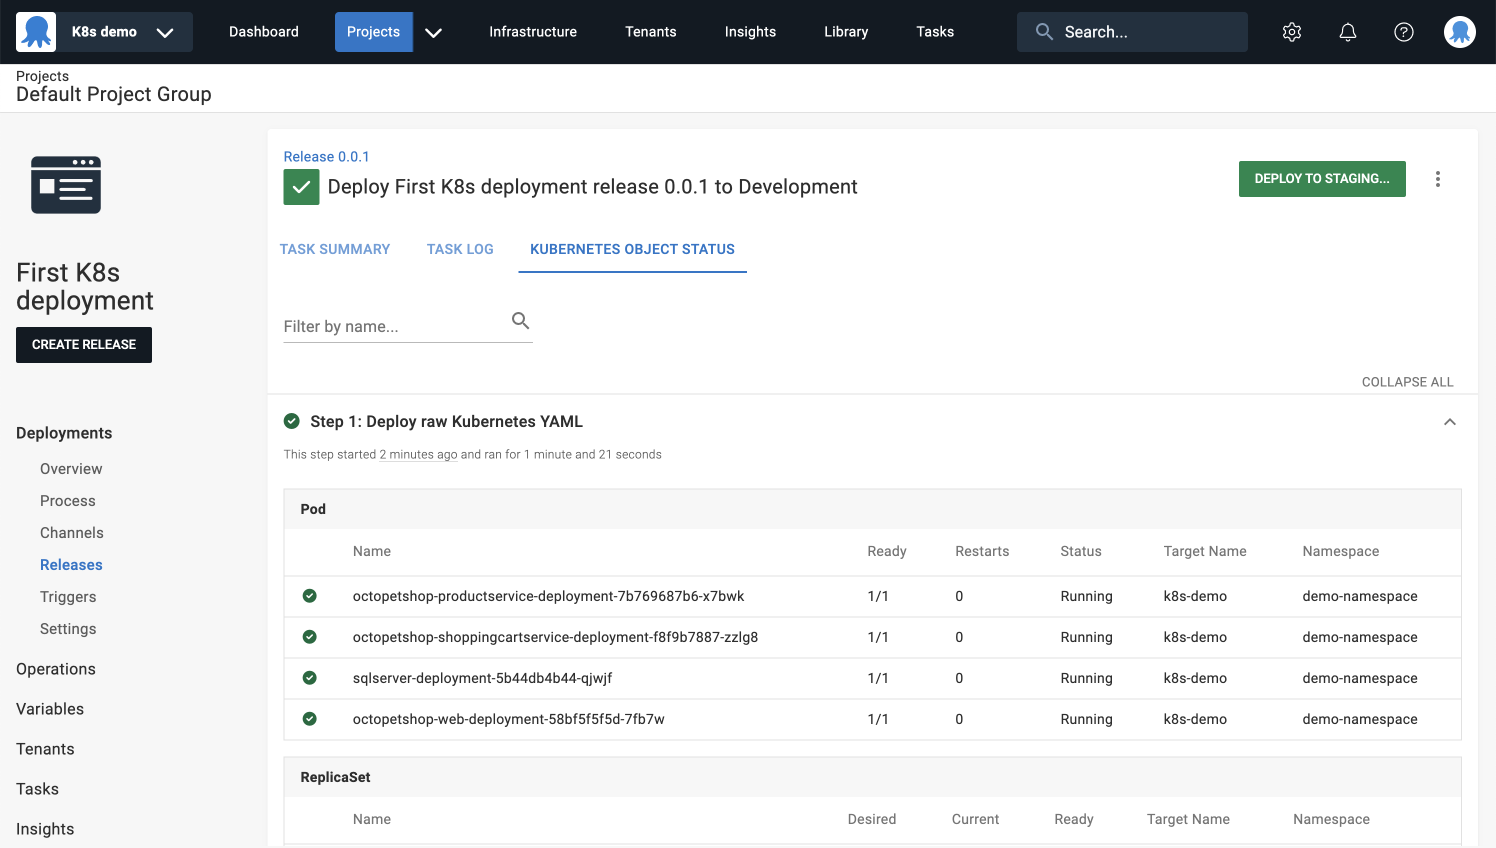 K8s demo
Dashboard
Projects
Infrastructure
Tenants
Insights
Library
Tasks
Search...
Projects
Default Project Group
First K8s
deployment
CREATE RELEASE
Deployments
Overview
Process
Channels
Releases
Triggers
Settings
Operations
Variables
Tenants
Tasks
Insights
Release 0.0.1
Deploy First K8s deployment release 0.0.1 to Development
DEPLOY TO STAGING...
TASK SUMMARY
TASK LOG
KUBERNETES OBJECT STATUS
Filter by name...
COLLAPSE ALL
Step 1: Deploy raw Kubernetes YAML
This step started 2 minutes ago and ran for 1 minute and 21 seconds
Pod
Name Ready Restarts Status Target Name Namespace
octopetshop-productservice-deployment-7b769687b6-x7bwk 1/1 0 Running k8s-demo demo-namespace
octopetshop-shoppingcartservice-deployment-f8f9b7887-zzlg8 1/1 0 Running k8s-demo demo-namespace
sqlserver-deployment-5b44db4b44-qjwjf 1/1 0 Running k8s-demo demo-namespace
octopetshop-web-deployment-58bf5f5f5d-7fb7w 1/1 0 Running k8s-demo demo-namespace
ReplicaSet
Name Desired Current Ready Target Name Namespace